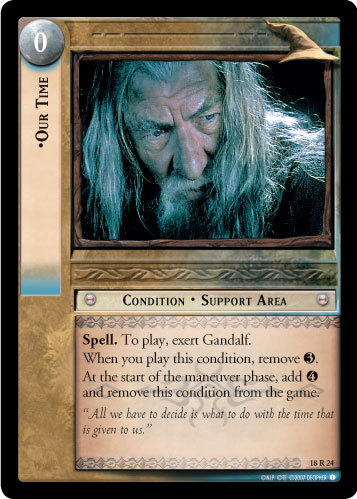 0
•Our Time
Condition • Support Area
Spell. To play, exert Gandalf.
When you play this condition, remove 3.
At the start of the maneuver phase, add 4
and remove this condition from the game.
"All we have to decide is what to do with the time that
is given to us."
18 R 24